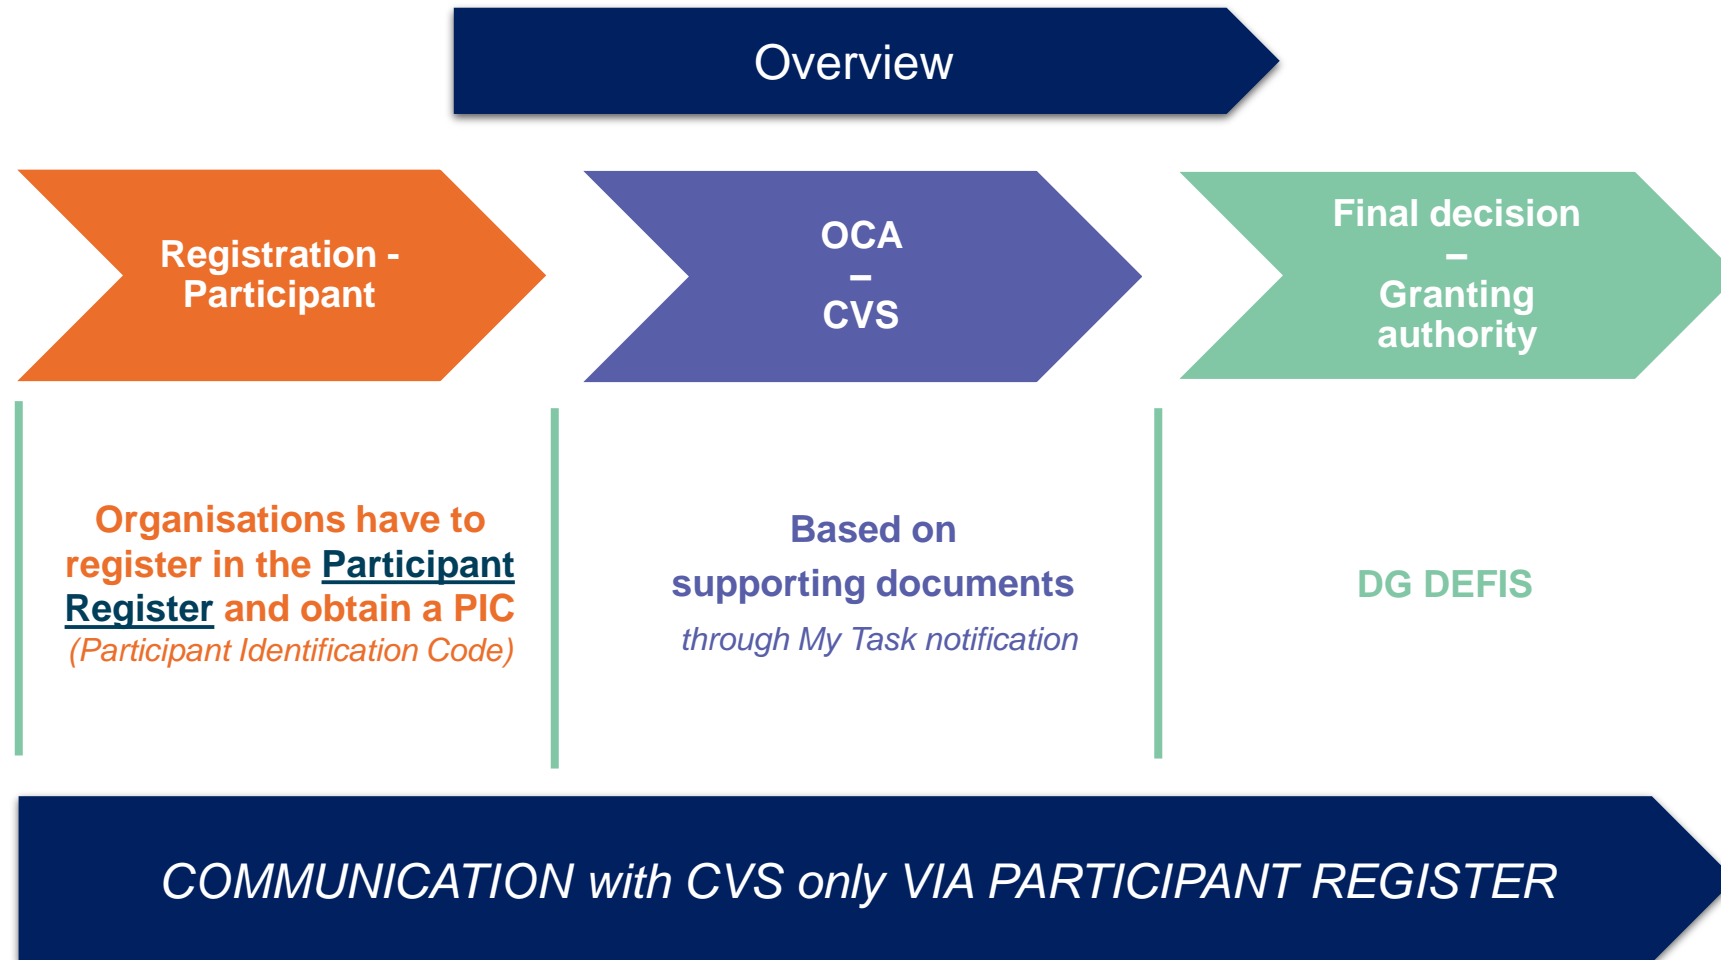 Overview
Registration -
Participant
OCA
–
CVS
Final decision
–
Granting
authority
Organisations have to
register in the Participant
Register and obtain a PIC
(Participant Identification Code)
Based on
supporting documents
through My Task notification
DG DEFIS
COMMUNICATION with CVS only VIA PARTICIPANT REGISTER